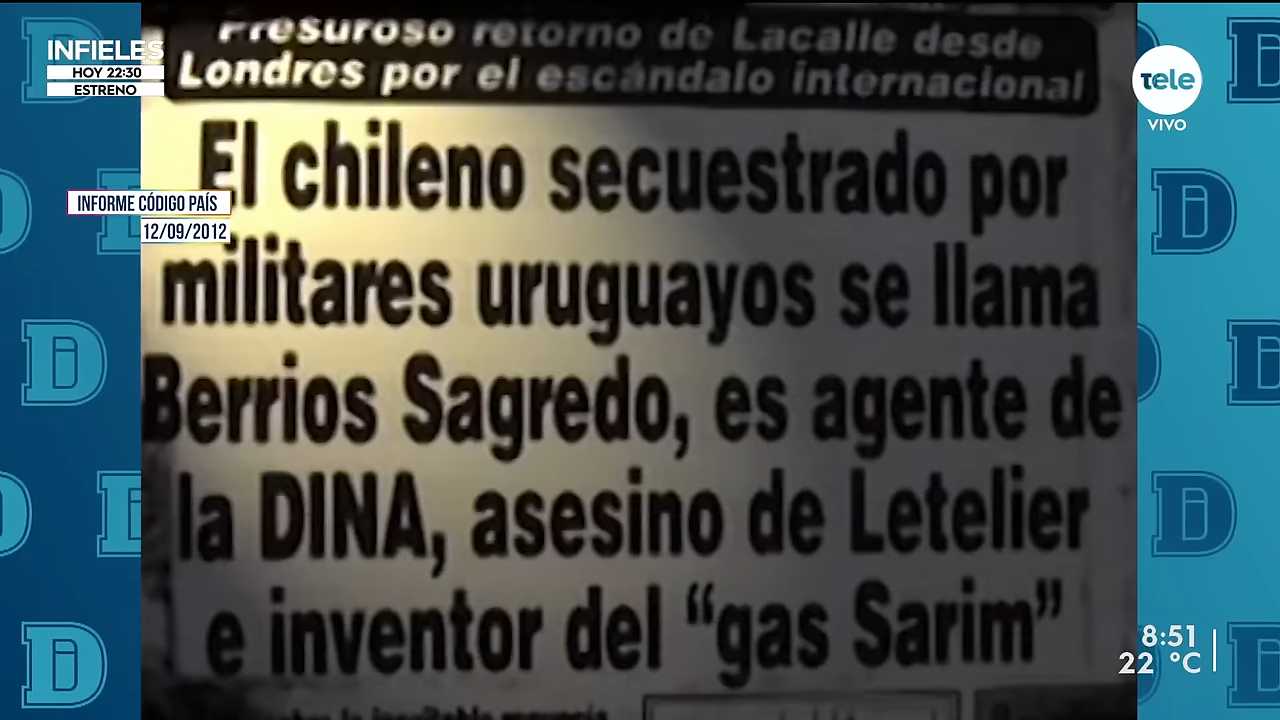 INFIELES
HOY 22:30
ESTRENO
tele
VIVO
INFORME CÓDIGO PAÍS
12/09/2012
Presuroso retorno de Lacalle desde
Londres por el escándalo internacional
El chileno secuestrado por
militares uruguayos se llama
Berrios Sagredo, es agente de
la DINA, asesino de Letelier
e inventor del “gas Sarim”
8:51
22 °C